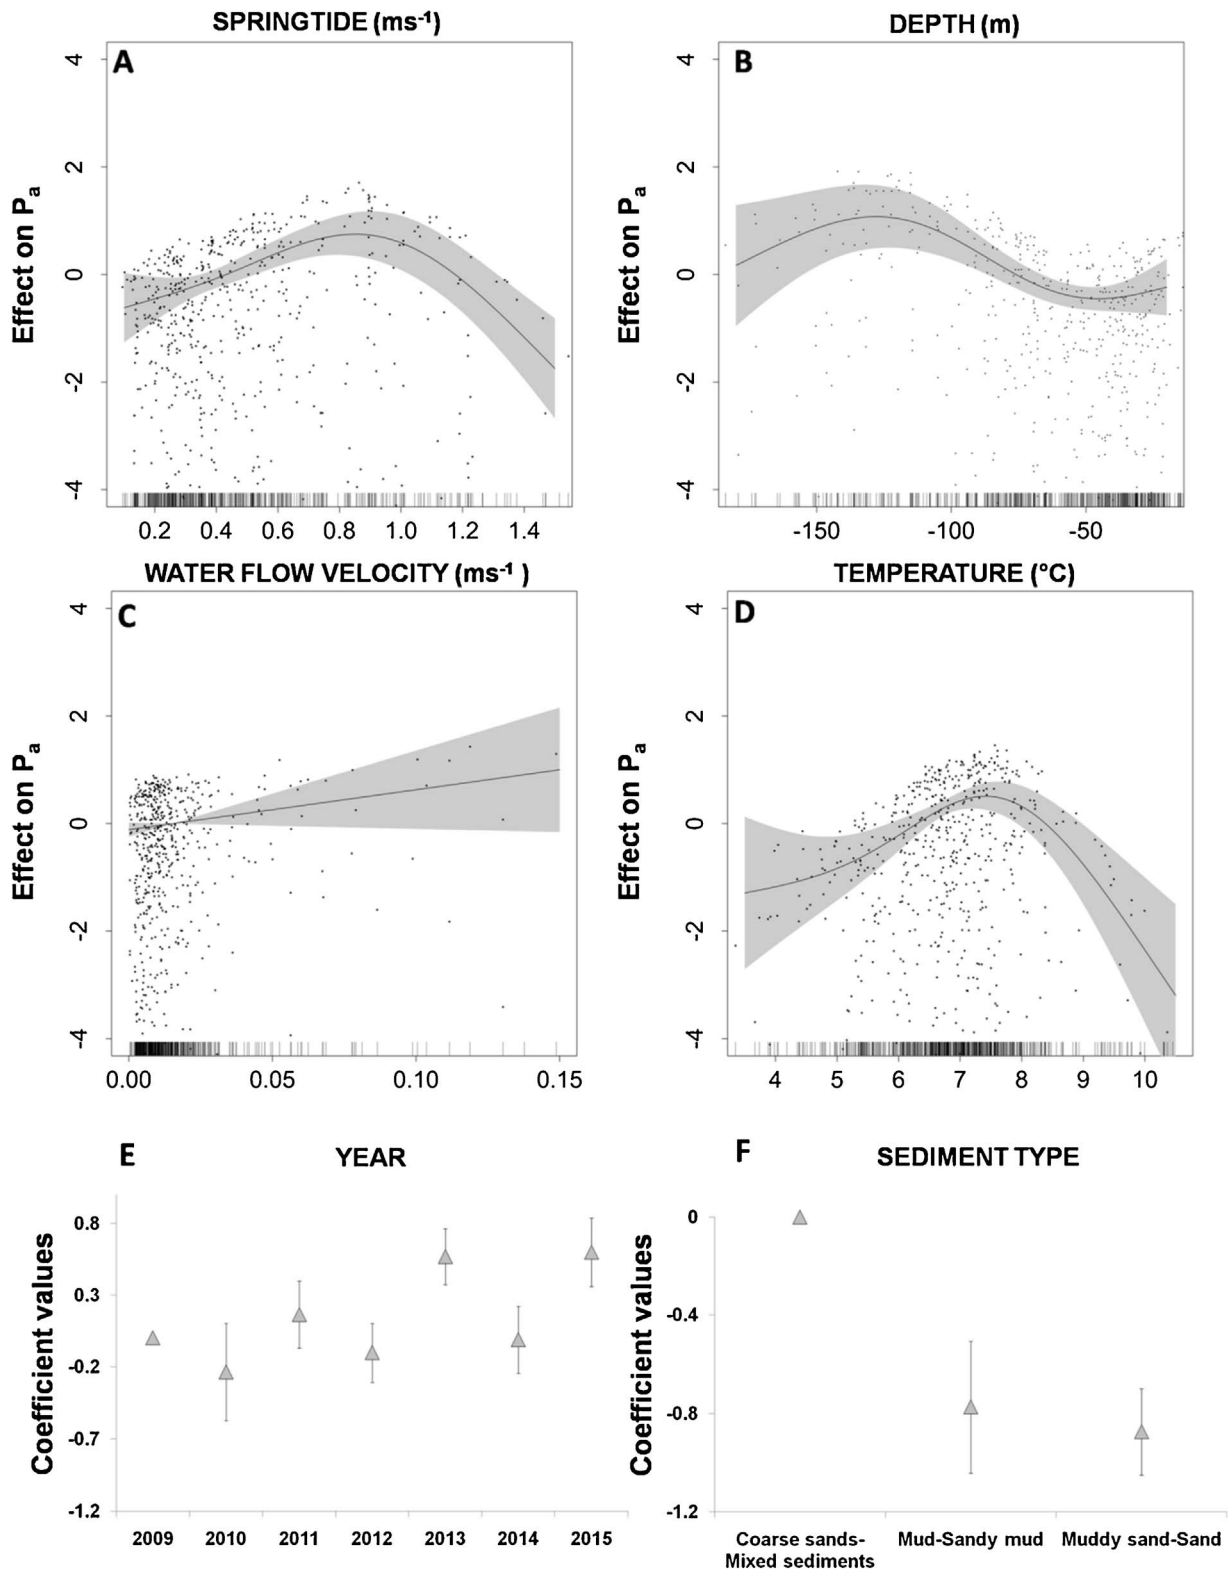 SPRINGTIDE (ms⁻¹)
A
Effect on Pₐ
4
2
0
-2
-4
0.2 0.4 0.6 0.8 1.0 1.2 1.4
DEPTH (m)
B
Effect on Pₐ
4
2
0
-2
-4
-150 -100 -50
WATER FLOW VELOCITY (ms⁻¹ )
C
Effect on Pₐ
4
2
0
-2
-4
0.00 0.05 0.10 0.15
TEMPERATURE (°C)
D
Effect on Pₐ
4
2
0
-2
-4
4 5 6 7 8 9 10
E
YEAR
Coefficient values
0.8
0.3
-0.2
-0.7
-1.2
2009 2010 2011 2012 2013 2014 2015
F
SEDIMENT TYPE
Coefficient values
0
-0.4
-0.8
-1.2
Coarse sands-
Mixed sediments
Mud-Sandy mud
Muddy sand-Sand